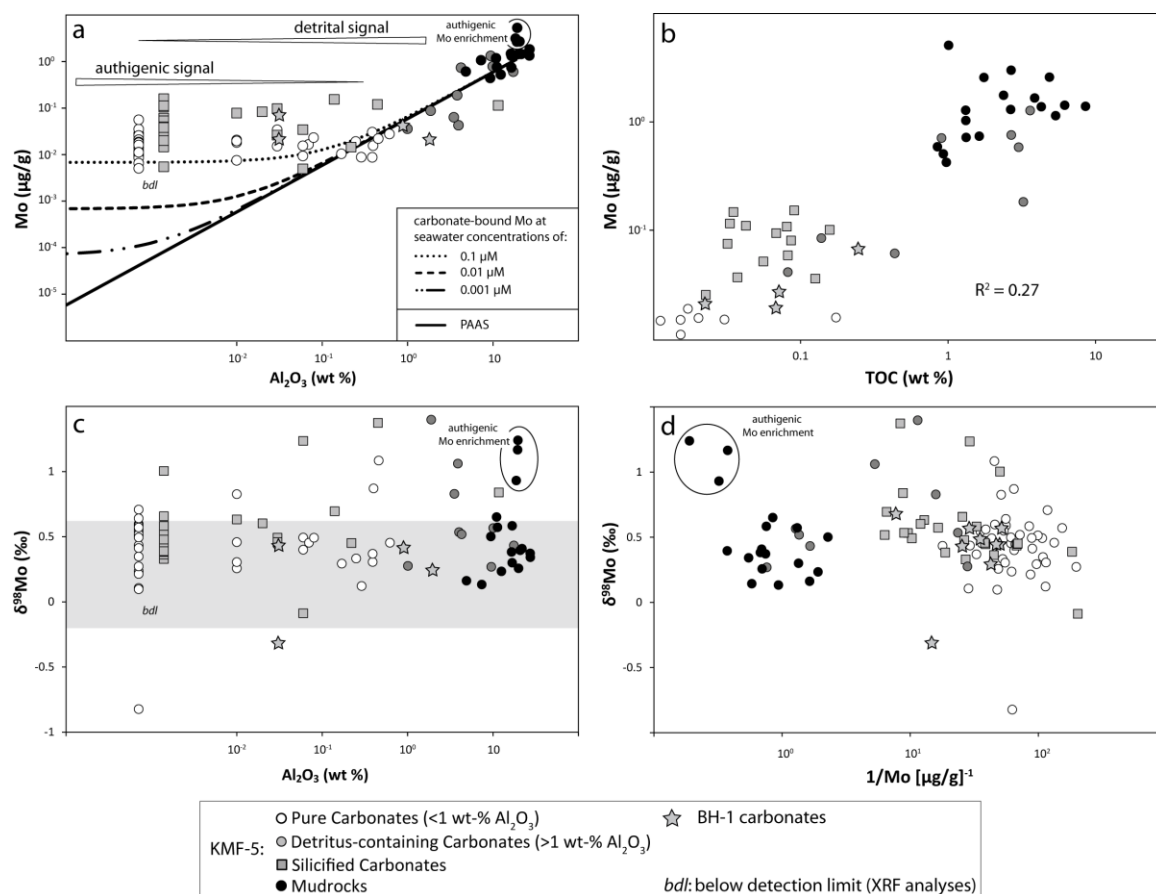 a
detrital signal
authigenic
Mo enrichment
authigenic signal
bdl
carbonate-bound Mo at
seawater concentrations of:
0.1 µM
0.01 µM
0.001 µM
PAAS
Mo (µg/g)
10⁰
10⁻¹
10⁻²
10⁻³
10⁻⁴
10⁻⁵
10⁻² 10⁻¹ 10⁰ 10
Al₂O₃ (wt %)
b
R² = 0.27
Mo (µg/g)
10⁰
10⁻¹
0.1 1 10
TOC (wt %)
c
authigenic
Mo enrichment
bdl
δ⁹⁸Mo (‰)
1
0.5
0
0.5
-1
10⁻² 10⁻¹ 10⁰ 10
Al₂O₃ (wt %)
d
authigenic
Mo enrichment
δ⁹⁸Mo (‰)
1
0.5
0
0.5
-1
10⁰ 10¹ 10²
1/Mo [µg/g]⁻¹
KMF-5:
Pure Carbonates (<1 wt-% Al₂O₃)
Detritus-containing Carbonates (>1 wt-% Al₂O₃)
Silicified Carbonates
Mudrocks
BH-1 carbonates
bdl: below detection limit (XRF analyses)